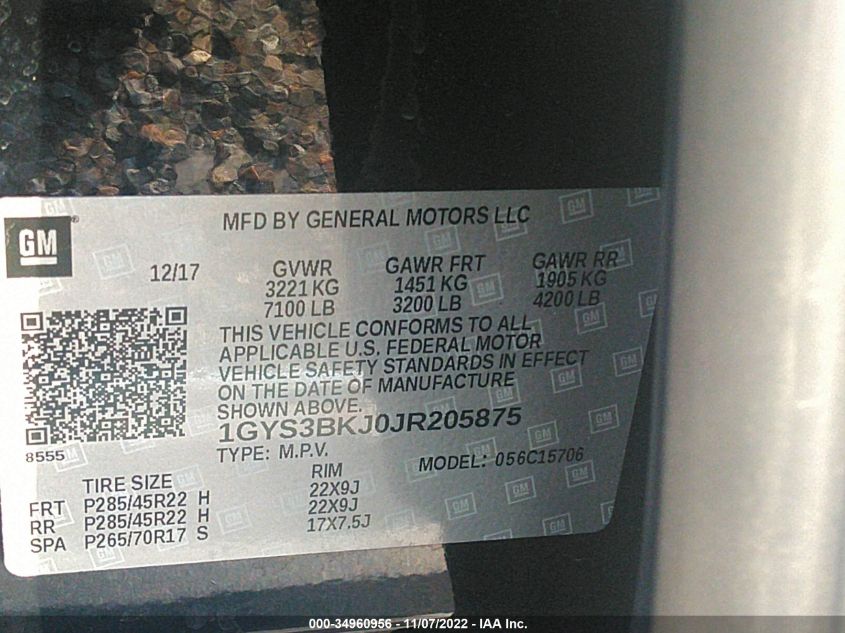 GM ®
MFD BY GENERAL MOTORS LLC
12/17 GVWR GAWR FRT GAWR RR
3221 KG 1451 KG 1905 KG
7100 LB 3200 LB 4200 LB
THIS VEHICLE CONFORMS TO ALL
APPLICABLE U.S. FEDERAL MOTOR
VEHICLE SAFETY STANDARDS IN EFFECT
ON THE DATE OF MANUFACTURE
SHOWN ABOVE.
1GYS3BKJ0JR205875
8555
TYPE: M.P.V. MODEL: 056C15706
TIRE SIZE RIM
FRT P285/45R22 H 22X9J
RR P285/45R22 H 22X9J
SPA P265/70R17 S 17X7.5J
000-34960956 - 11/07/2022 - IAA Inc.